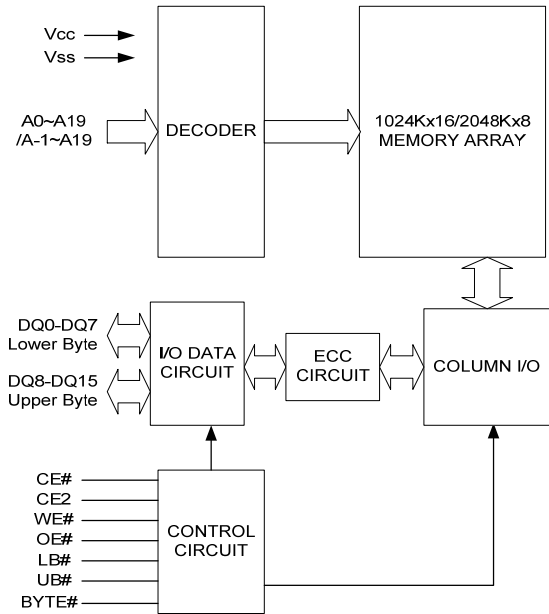 Vcc
Vss
A0~A19
/A-1~A19
DECODER
1024Kx16/2048Kx8
MEMORY ARRAY
DQ0-DQ7
Lower Byte
DQ8-DQ15
Upper Byte
I/O DATA
CIRCUIT
ECC
CIRCUIT
COLUMN I/O
CE#
CE2
WE#
OE#
LB#
UB#
BYTE#
CONTROL
CIRCUIT